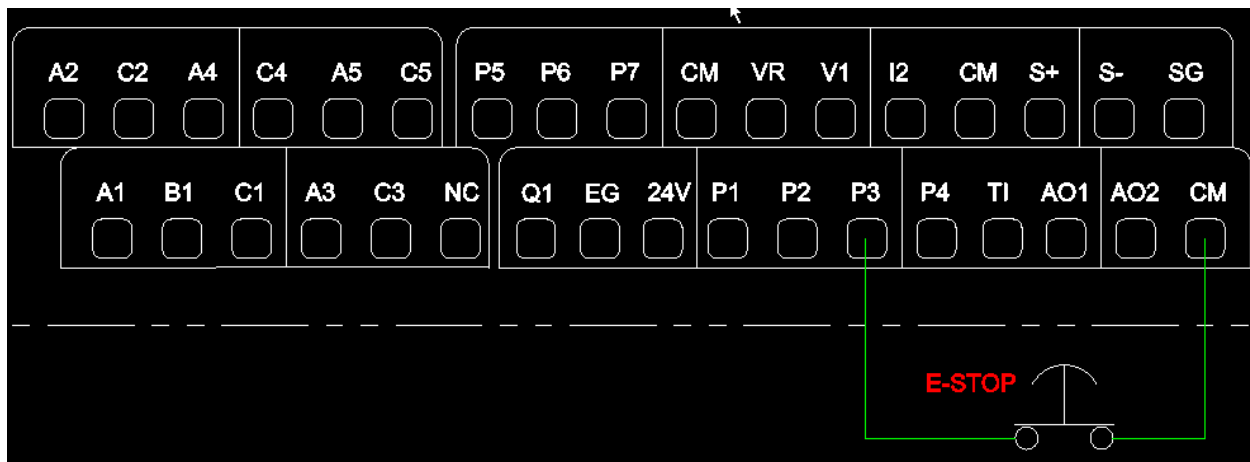 A2 C2 A4 C4 A5 C5 P5 P6 P7 CM VR V1 I2 CM S+ S- SG
A1 B1 C1 A3 C3 NC Q1 EG 24V P1 P2 P3 P4 TI AO1 AO2 CM
E-STOP